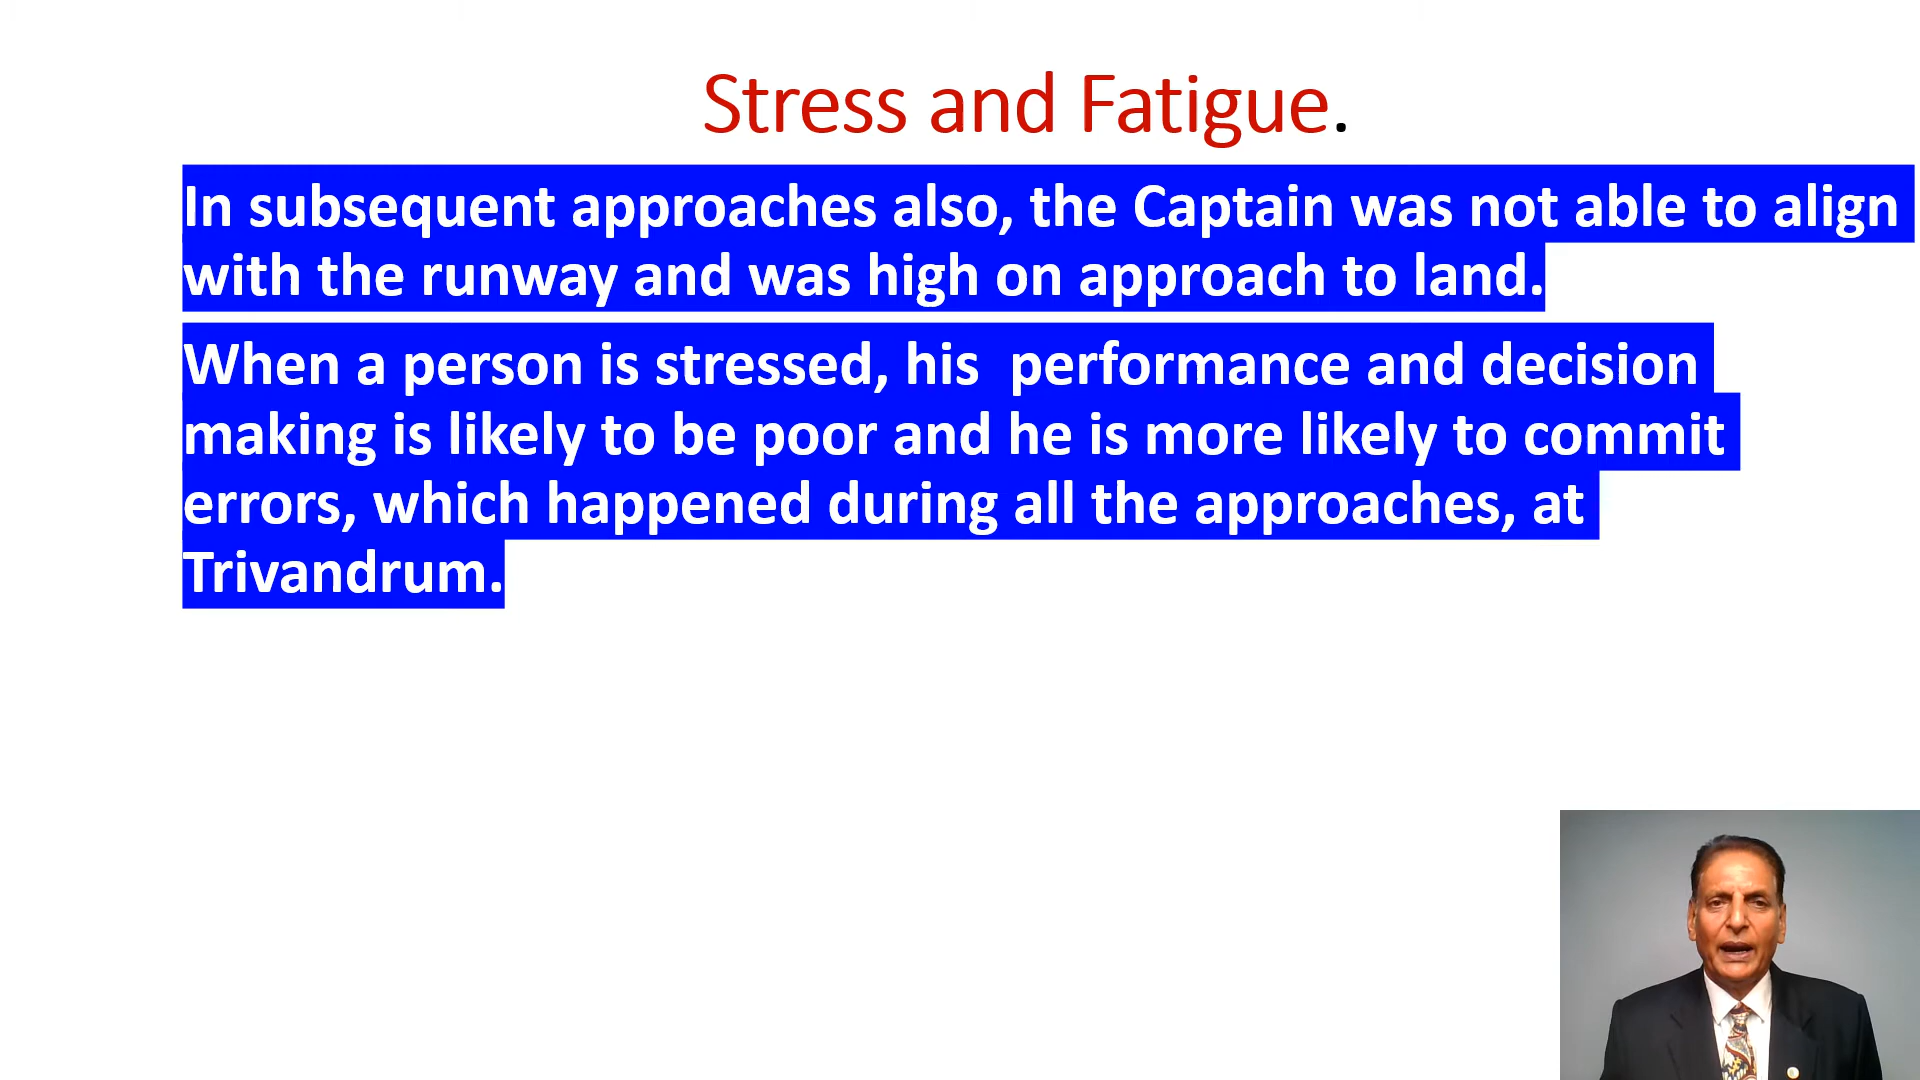 Stress and Fatigue.
In subsequent approaches also, the Captain was not able to align
with the runway and was high on approach to land.
When a person is stressed, his  performance and decision
making is likely to be poor and he is more likely to commit
errors, which happened during all the approaches, at
Trivandrum.